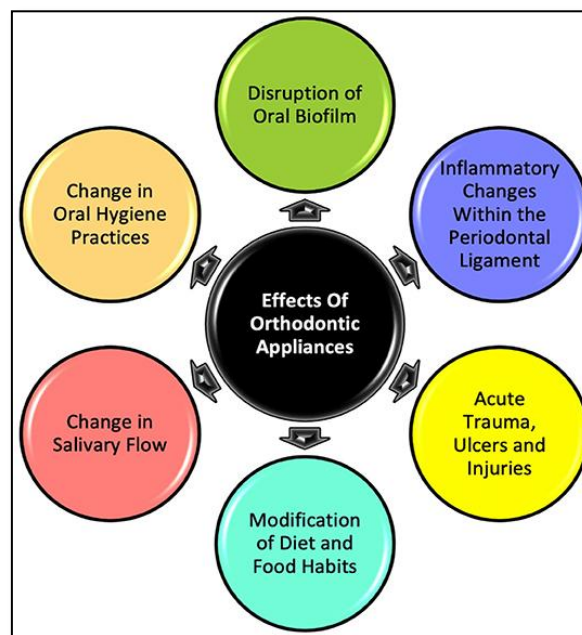 Disruption of
Oral Biofilm
Inflammatory
Changes
Within the
Periodontal
Ligament
Acute
Trauma,
Ulcers and
Injuries
Modification
of Diet and
Food Habits
Change in
Salivary Flow
Change in
Oral Hygiene
Practices
Effects Of
Orthodontic
Appliances